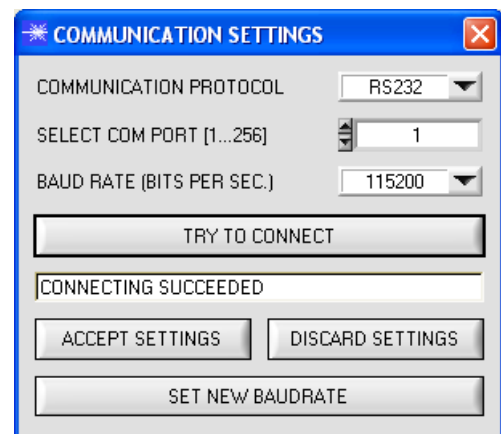 COMMUNICATION SETTINGS
COMMUNICATION PROTOCOL RS232
SELECT COM PORT [1...256] 1
BAUD RATE (BITS PER SEC.) 115200
TRY TO CONNECT
CONNECTING SUCCEEDED
ACCEPT SETTINGS DISCARD SETTINGS
SET NEW BAUDRATE